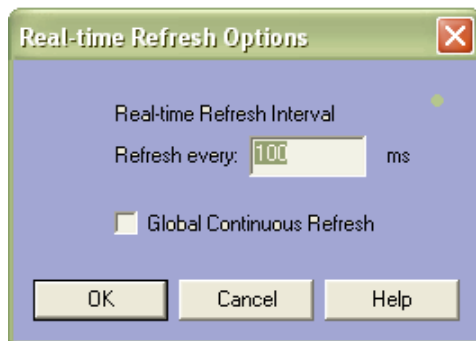 Real-time Refresh Options
Real-time Refresh Interval
Refresh every: 100 ms
Global Continuous Refresh
OK Cancel Help